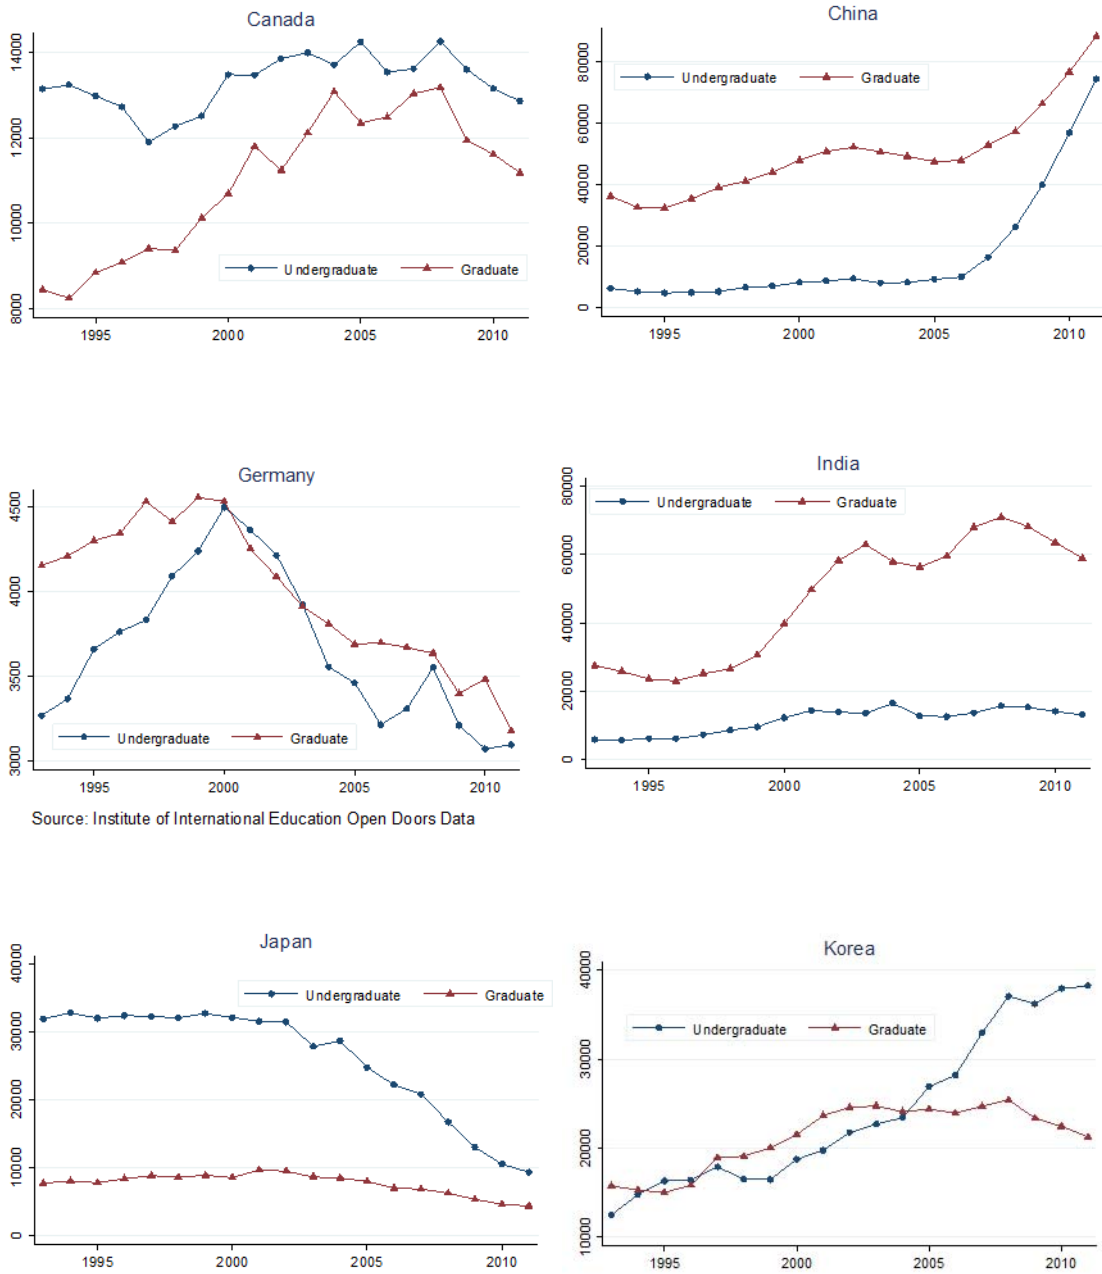 Canada
14000
12000
10000
8000
Undergraduate Graduate
1995 2000 2005 2010
China
80000
60000
40000
20000
0
Undergraduate Graduate
1995 2000 2005 2010
Germany
4500
4000
3500
3000
Undergraduate Graduate
1995 2000 2005 2010
Source: Institute of International Education Open Doors Data
India
80000
60000
40000
20000
0
Undergraduate Graduate
1995 2000 2005 2010
Japan
40000
30000
20000
10000
0
Undergraduate Graduate
1995 2000 2005 2010
Korea
40000
30000
20000
10000
Undergraduate Graduate
1995 2000 2005 2010